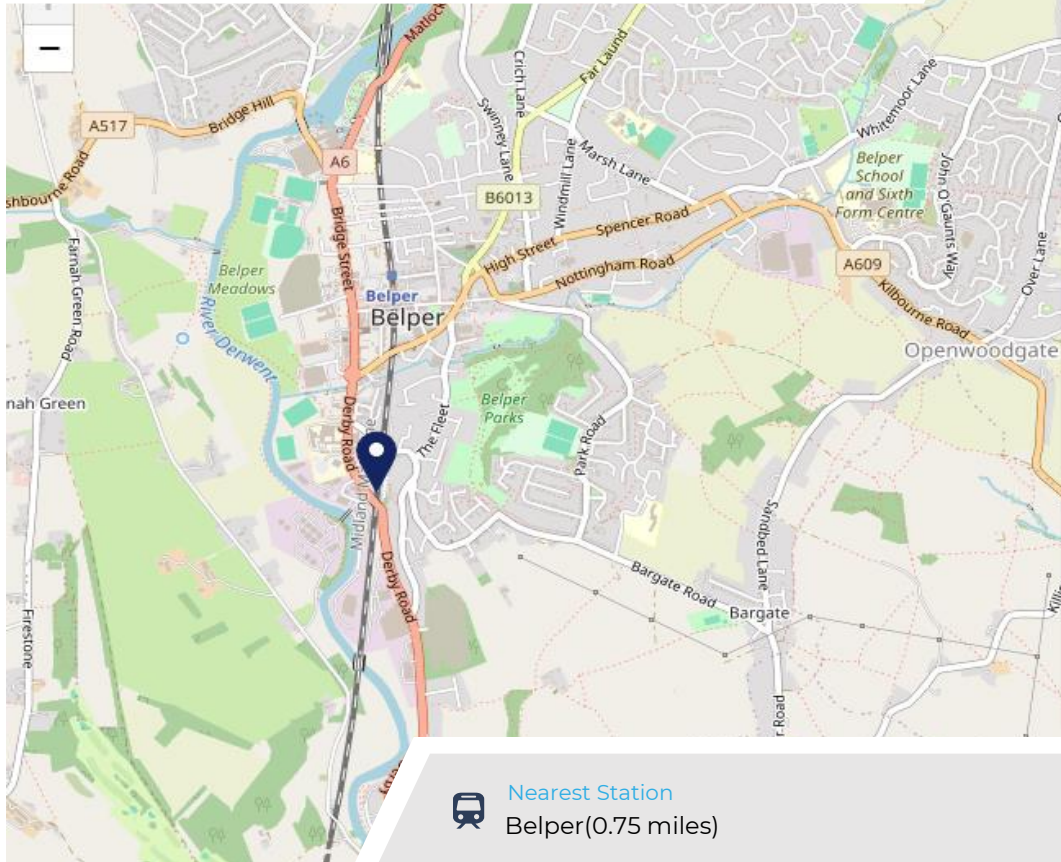 −
Matlock
A517
Bridge Hill
shbourne Road
A6
Bridge Street
Swinney Lane
Crich Lane
Far Laund
B6013
Windmill Lane
Marsh Lane
Spencer Road
High Street
Nottingham Road
Whitemoor Lane
Belper
School
and Sixth
Form Centre
John O'Gaunts Way
Over Lane
A609
Kilbourne Road
Openwoodgate
Farnah Green Road
Belper
Meadows
River Derwent
Belper
Belper
nah Green
Derby Road
The Fleet
Belper
Parks
Park Road
Midland
Derby Road
Sandbed Lane
Bargate Road
Bargate
Firestone
Road
Nearest Station
Belper(0.75 miles)